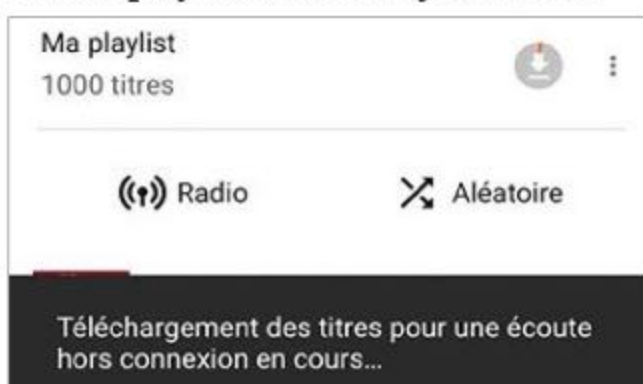 Ma playlist
1000 titres
Radio
Aléatoire
Téléchargement des titres pour une écoute
hors connexion en cours...